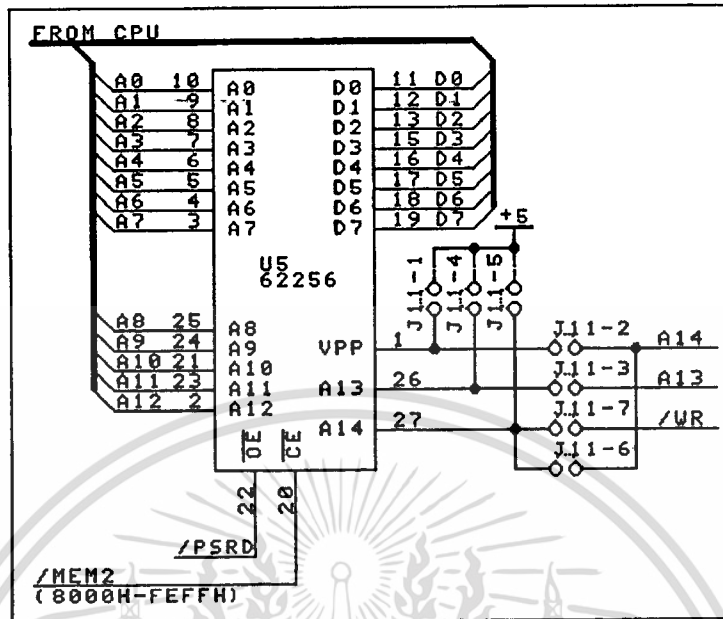 FROM CPU
A0 10 A0 D0 11 D0
A1 9 A1 D1 12 D1
A2 8 A2 D2 13 D2
A3 7 A3 D3 15 D3
A4 6 A4 D4 16 D4
A5 5 A5 D5 17 D5
A6 4 A6 D6 18 D6
A7 3 A7 D7 19 D7
+5
U5
62256
J11-1
J11-4
J11-5
A8 25 A8
A9 24 A9 VPP 1 J11-2 A14
A10 21 A10
A11 23 A11 A13 26 J11-3 A13
A12 2 A12
A14 27 J11-7 /WR
J11-6
OE CE
22 20
/PSRD
/MEM2
(8000H-FEFFH)